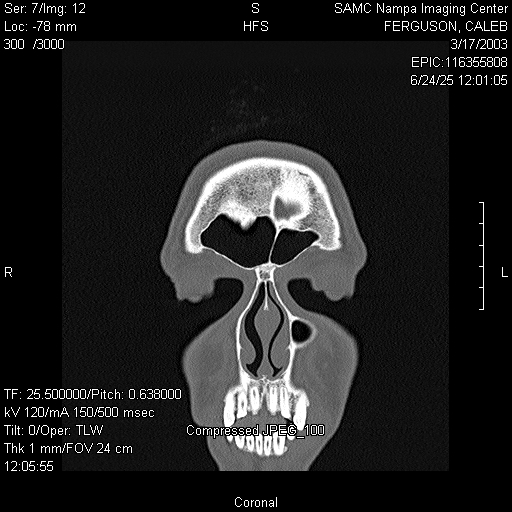 Ser: 7/Img: 12
S
SAMC Nampa Imaging Center
Loc: -78 mm
HFS
FERGUSON, CALEB
300 /3000
3/17/2003
EPIC:116355808
6/24/25 12:01:05
R
L
TF: 25.500000/Pitch: 0.638000
kV 120/mA 150/500 msec
Tilt: 0/Oper: TLW
Compressed JPEG_100
Thk 1 mm/FOV 24 cm
12:05:55
Coronal